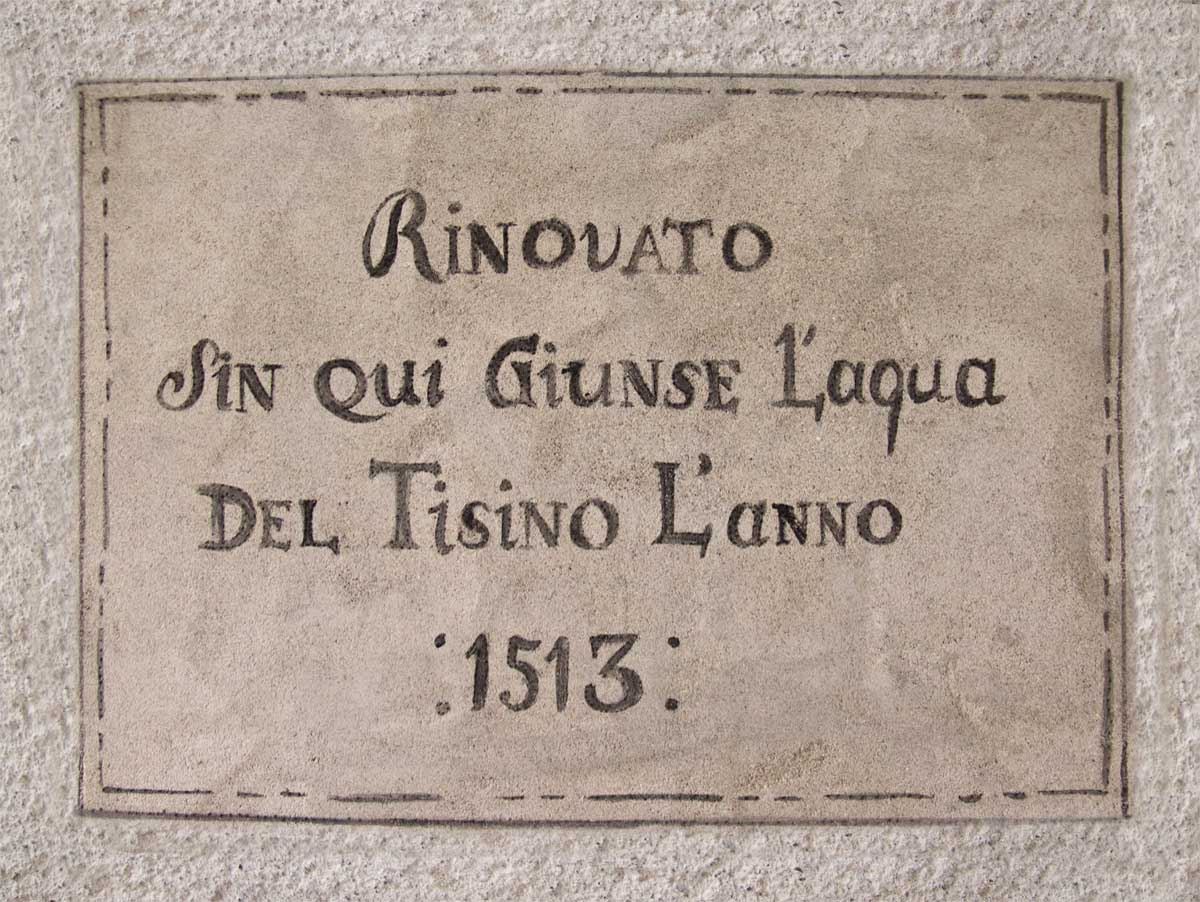 RINOVATO
SIN QUI GIUNSE L'AQUA
DEL TISINO L'ANNO
:1513: